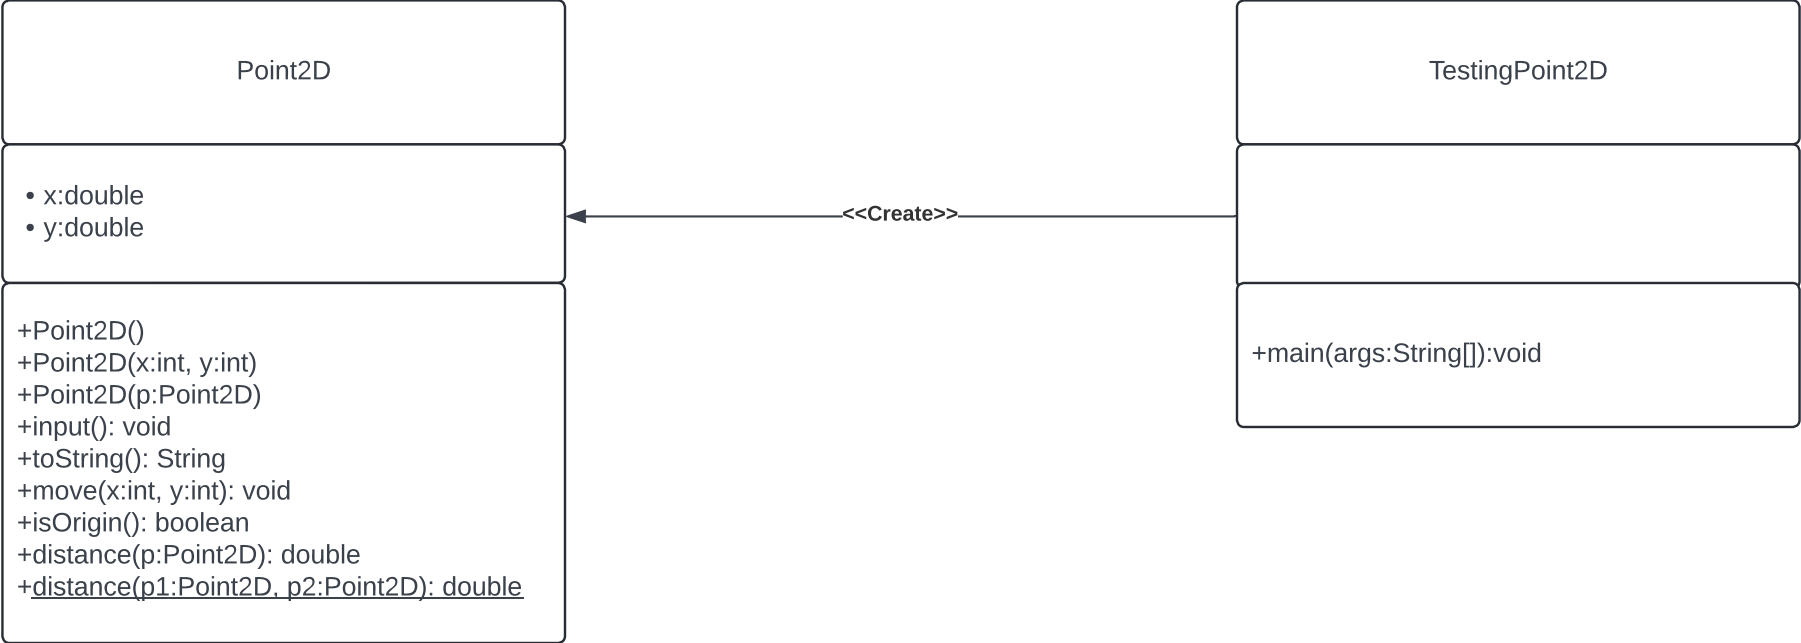 Point2D
• x:double
• y:double
+Point2D()
+Point2D(x:int, y:int)
+Point2D(p:Point2D)
+input(): void
+toString(): String
+move(x:int, y:int): void
+isOrigin(): boolean
+distance(p:Point2D): double
+distance(p1:Point2D, p2:Point2D): double
<<Create>>
TestingPoint2D
+main(args:String[]):void